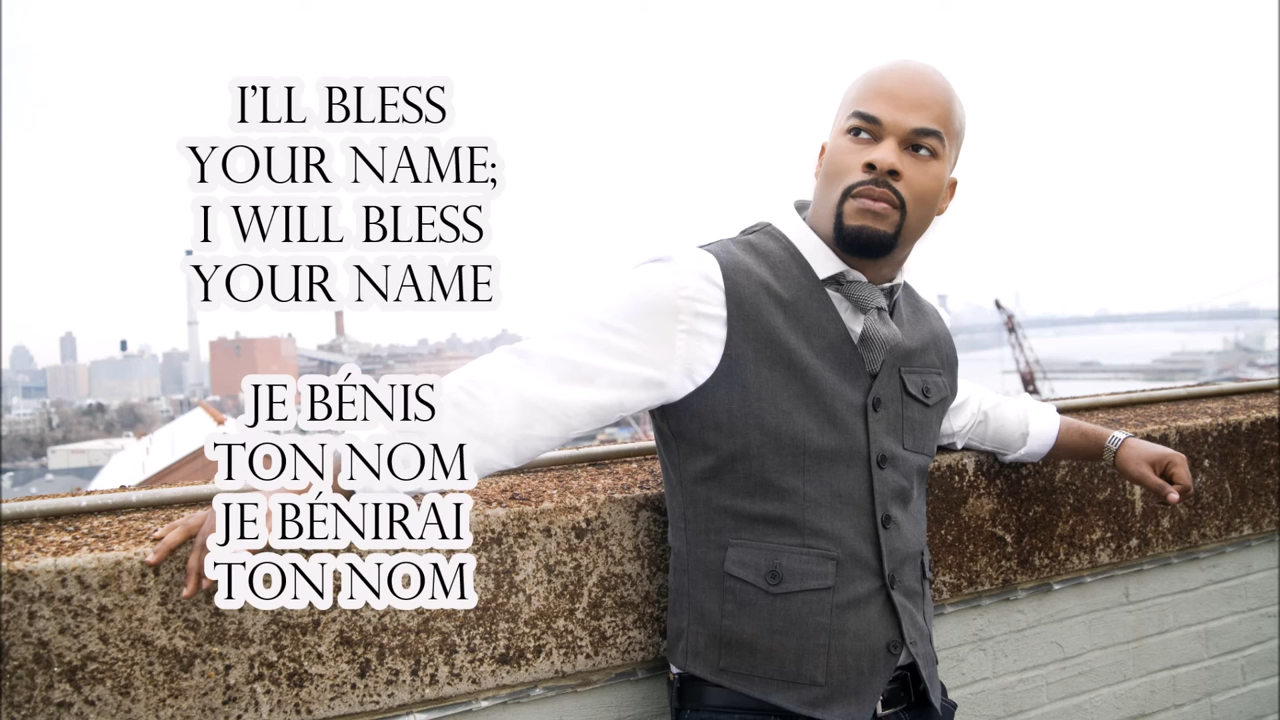 I'LL BLESS
YOUR NAME;
I WILL BLESS
YOUR NAME
JE BÉNIS
TON NOM
JE BÉNIRAI
TON NOM